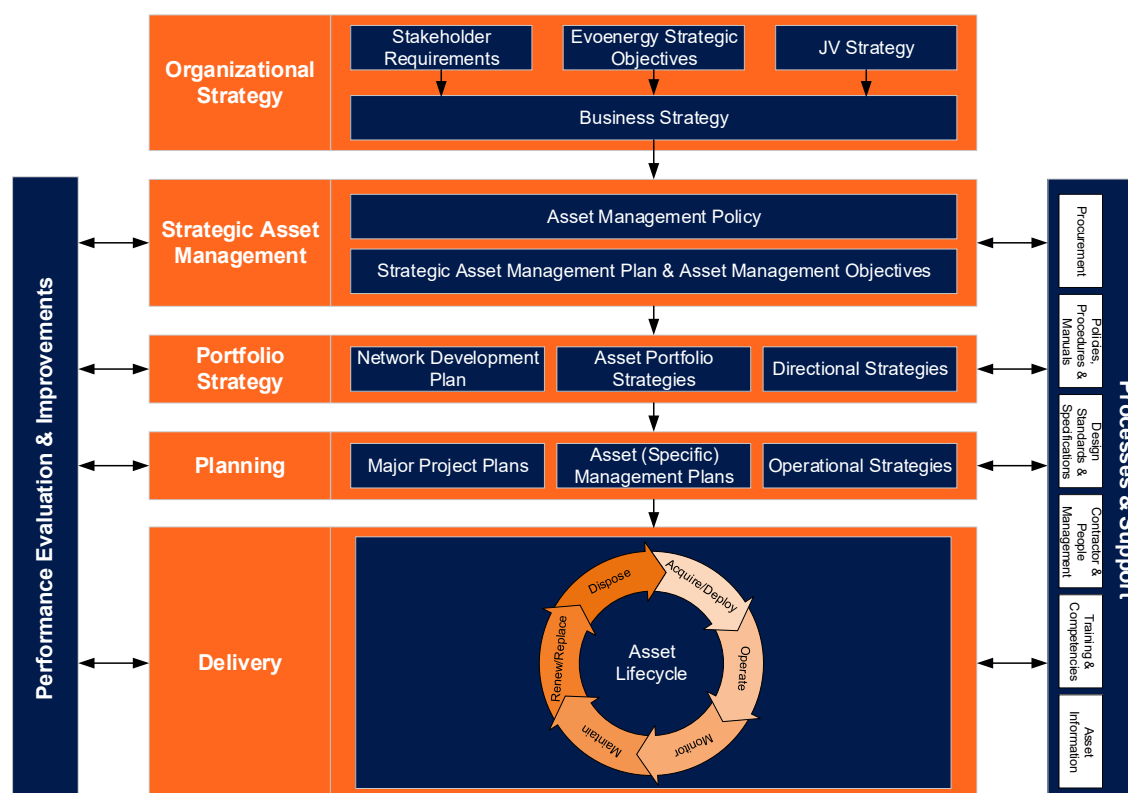 Organizational
Strategy
Stakeholder
Requirements
Evoenergy Strategic
Objectives
JV Strategy
Business Strategy
Performance Evaluation & Improvements
Strategic Asset
Management
Asset Management Policy
Strategic Asset Management Plan & Asset Management Objectives
Portfolio
Strategy
Network Development
Plan
Asset Portfolio
Strategies
Directional Strategies
Planning
Major Project Plans
Asset (Specific)
Management Plans
Operational Strategies
Delivery
Asset
Lifecycle
Acquire/Deploy
Operate
Monitor
Maintain
Renew/Replace
Dispose
Processes & Support
Procurement
Policies,
Procedures &
Manuals
Design
Standards &
Specifications
Contractor &
People
Management
Training &
Competencies
Asset
Information